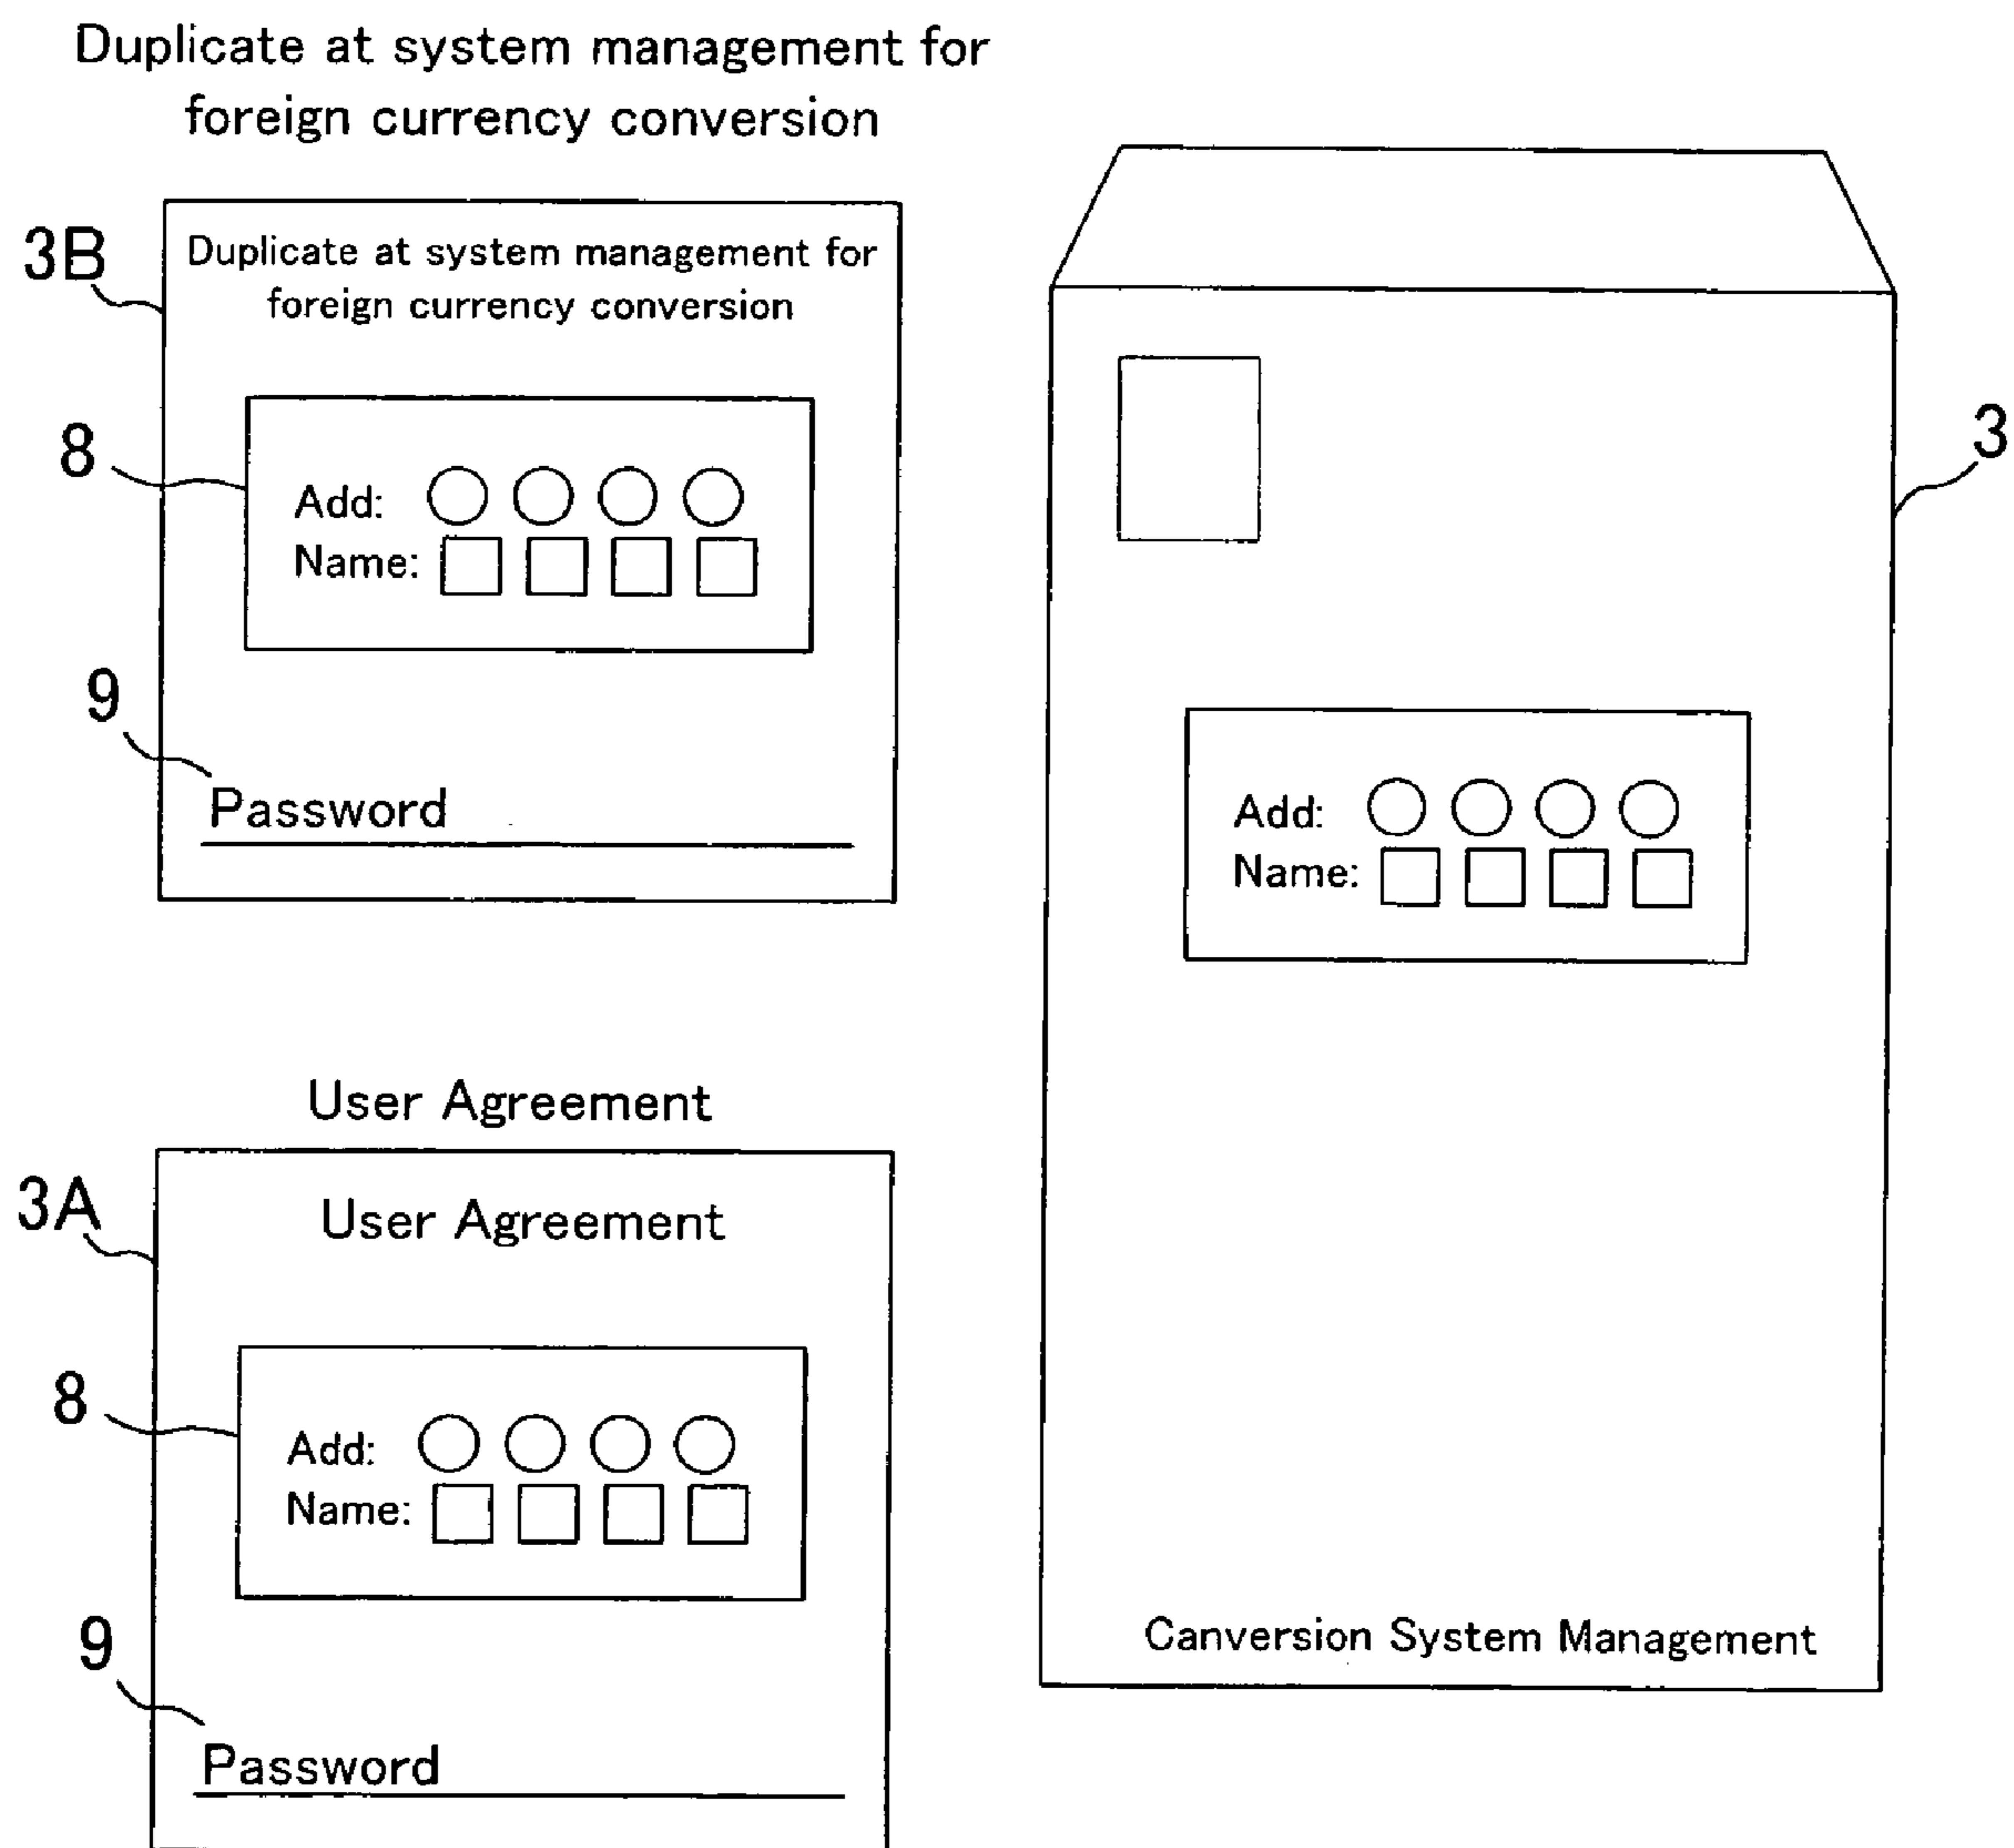 Duplicate at system management for
foreign currency conversion
3B
Duplicate at system management for
foreign currency conversion
8
Add:
Name:
9
Password
3
Add:
Name:
Canversion System Management
User Agreement
3A
User Agreement
8
Add:
Name:
9
Password